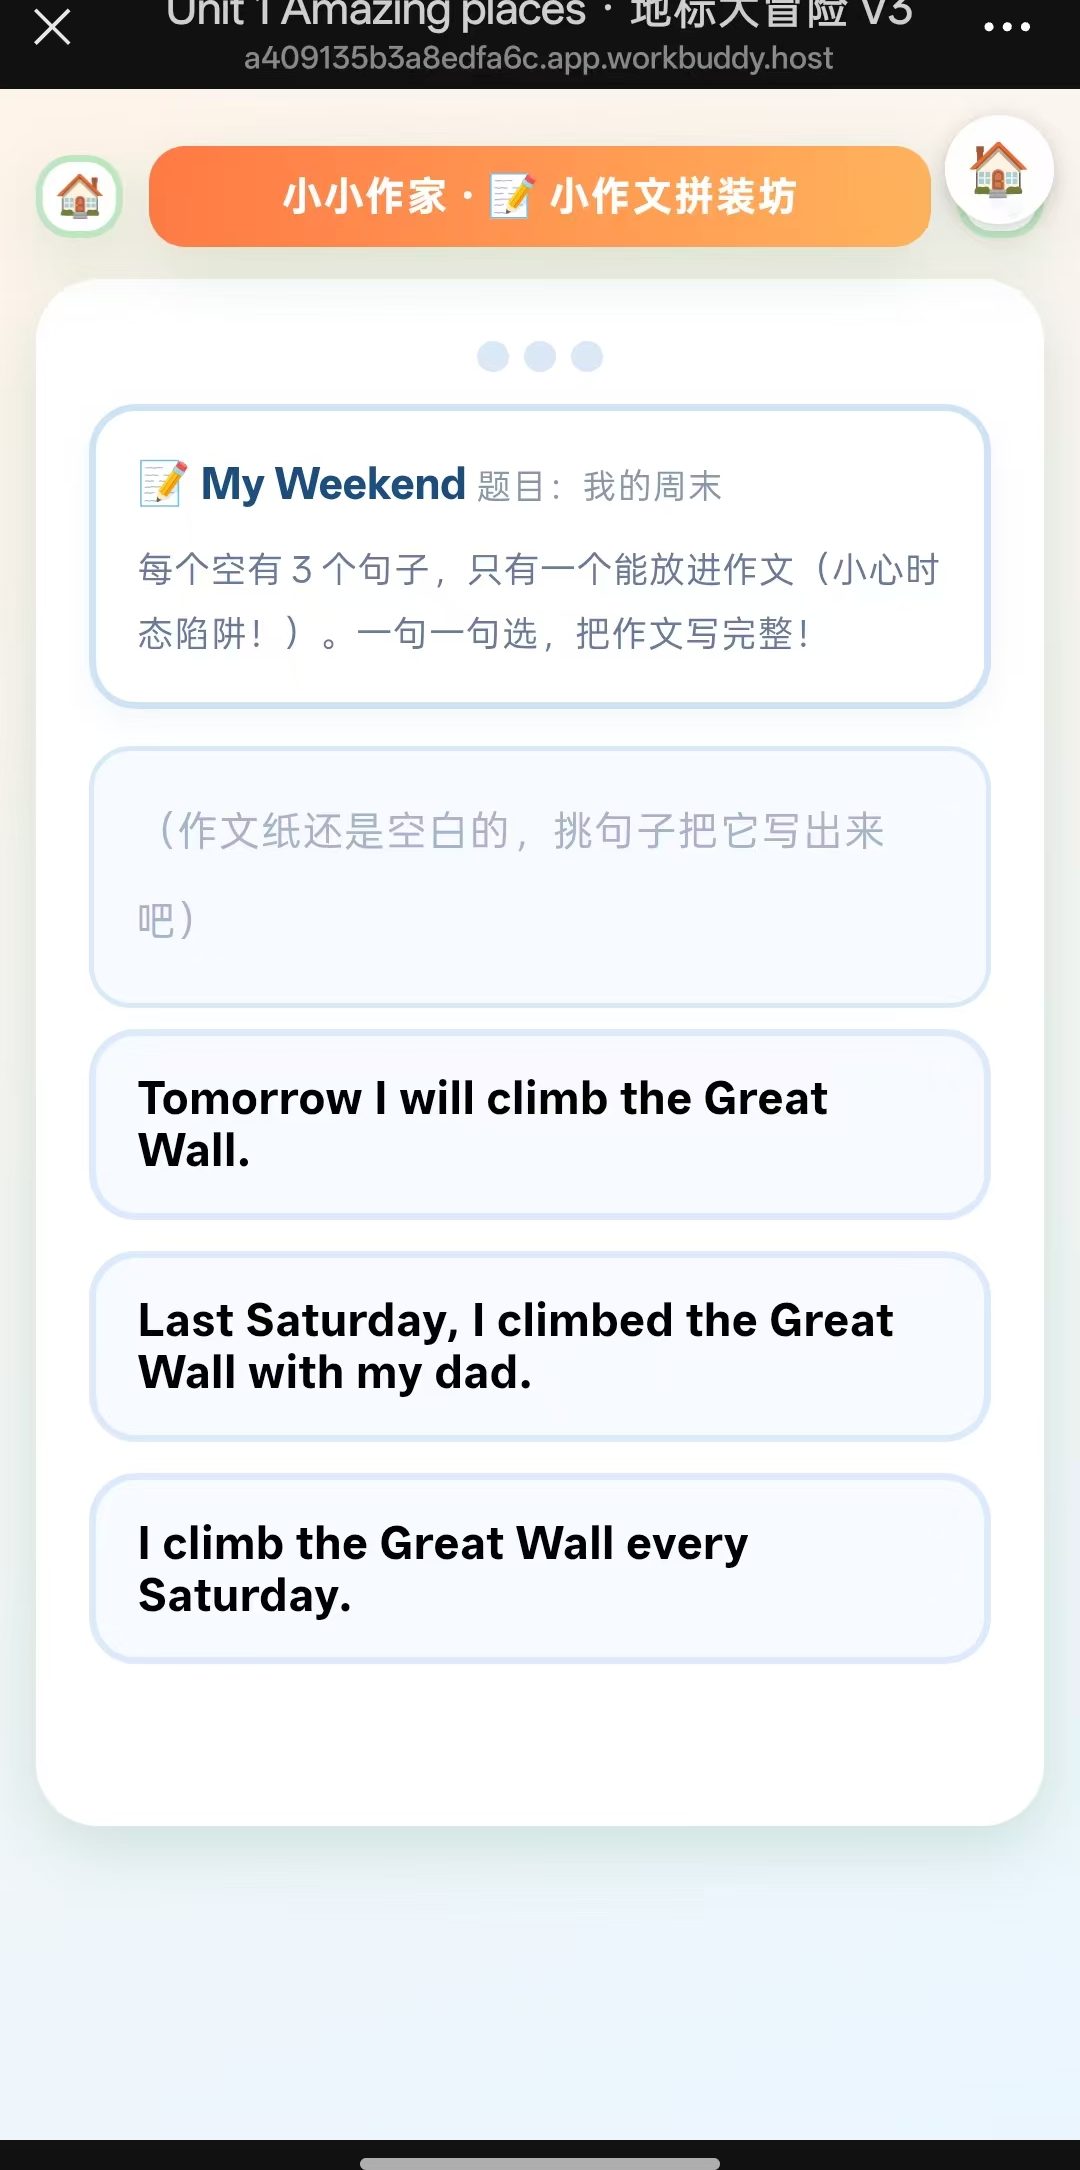 Unit 1 Amazing places · 地标大冒险 V3
a409135b3a8edfa6c.app.workbuddy.host
小小作家 · 小作文拼装坊
My Weekend 题目：我的周末
每个空有 3 个句子，只有一个能放进作文（小心时
态陷阱！）。一句一句选，把作文写完整！
（作文纸还是空白的，挑句子把它写出来
吧）
Tomorrow I will climb the Great
Wall.
Last Saturday, I climbed the Great
Wall with my dad.
I climb the Great Wall every
Saturday.